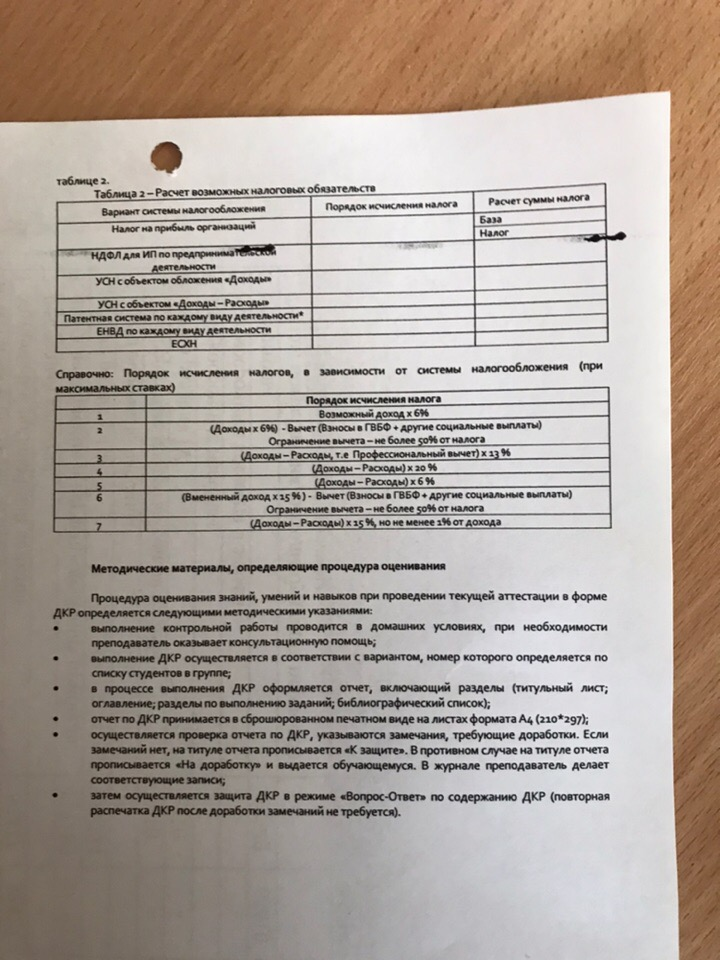 таблице 2.
Таблица 2 – Расчет возможных налоговых обязательств
Вариант системы налогообложения Порядок исчисления налога Расчет суммы налога
Налог на прибыль организаций База
Налог
НДФЛ для ИП по предпринимательской
деятельности
УСН с объектом обложения «Доходы»
УСН с объектом «Доходы – Расходы»
Патентная система по каждому виду деятельности*
ЕНВД по каждому виду деятельности
ЕСХН
Справочно: Порядок исчисления налогов, в зависимости от системы налогообложения (при
максимальных ставках)
Порядок исчисления налога
1 Возможный доход х 6%
2 (Доходы х 6%) - Вычет (Взносы в ГВБФ + другие социальные выплаты)
Ограничение вычета – не более 50% от налога
3 (Доходы – Расходы, т.е Профессиональный вычет) х 13 %
4 (Доходы – Расходы) х 20 %
5 (Доходы – Расходы) х 6 %
6 (Вмененный доход х 15 % ) - Вычет (Взносы в ГВБФ + другие социальные выплаты)
Ограничение вычета – не более 50% от налога
7 (Доходы – Расходы) х 15 %, но не менее 1% от дохода
Методические материалы, определяющие процедура оценивания
Процедура оценивания знаний, умений и навыков при проведении текущей аттестации в форме
ДКР определяется следующими методическими указаниями:
• выполнение контрольной работы проводится в домашних условиях, при необходимости
преподаватель оказывает консультационную помощь;
• выполнение ДКР осуществляется в соответствии с вариантом, номер которого определяется по
списку студентов в группе;
• в процессе выполнения ДКР оформляется отчет, включающий разделы (титульный лист;
оглавление; разделы по выполнению заданий; библиографический список);
• отчет по ДКР принимается в сброшюрованном печатном виде на листах формата А4 (210*297);
• осуществляется проверка отчета по ДКР, указываются замечания, требующие доработки. Если
замечаний нет, на титуле отчета прописывается «К защите». В противном случае на титуле отчета
прописывается «На доработку» и выдается обучающемуся. В журнале преподаватель делает
соответствующие записи;
• затем осуществляется защита ДКР в режиме «Вопрос-Ответ» по содержанию ДКР (повторная
распечатка ДКР после доработки замечаний не требуется).